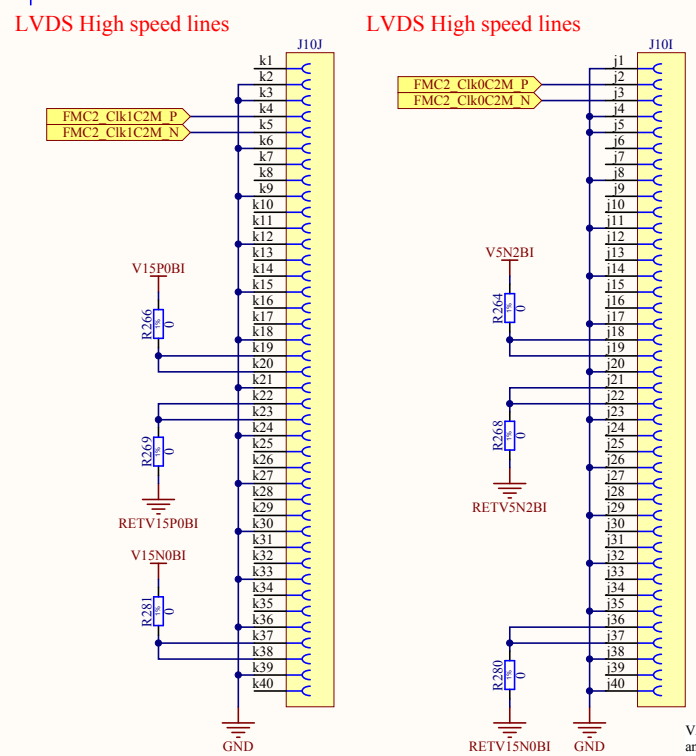 LVDS High speed lines
LVDS High speed lines
J10J
k1
k2
k3
FMC2_Clk1C2M_P
k4
FMC2_Clk1C2M_N
k5
k6
k7
k8
k9
k10
k11
k12
k13
V15P0BI
k14
k15
k16
R266
1%
0
k17
k18
k19
k20
k21
k22
k23
k24
R269
1%
0
k25
k26
k27
k28
k29
RETV15P0BI
k30
k31
V15N0BI
k32
k33
k34
R281
1%
0
k35
k36
k37
k38
k39
k40
GND
J10I
j1
FMC2_Clk0C2M_P
j2
FMC2_Clk0C2M_N
j3
j4
j5
j6
j7
j8
j9
j10
j11
j12
V5N2BI
j13
j14
j15
R264
1%
0
j16
j17
j18
j19
j20
j21
j22
j23
R268
1%
0
j24
j25
j26
j27
j28
RETV5N2BI
j29
j30
j31
j32
j33
j34
j35
j36
j37
j38
R280
1%
0
j39
j40
RETV15N0BI
GND